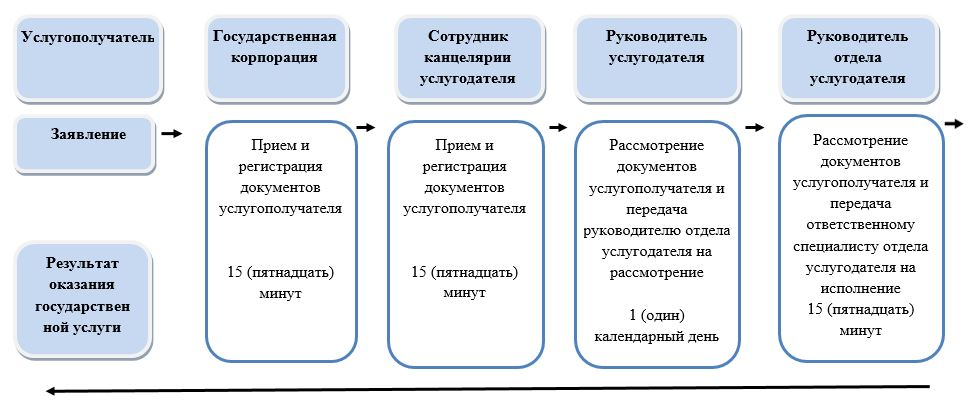 Услугополучатель
Государственная
корпорация
Сотрудник
канцелярии
услугодателя
Руководитель
услугодателя
Руководитель
отдела
услугодателя
Заявление
Прием и
регистрация
документов
услугополучателя
15 (пятнадцать)
минут
Прием и
регистрация
документов
услугополучателя
15 (пятнадцать)
минут
Рассмотрение
документов
услугополучателя и
передача
руководителю отдела
услугодателя на
рассмотрение
1 (один)
календарный день
Рассмотрение
документов
услугополучателя и
передача
ответственному
специалисту отдела
услугодателя на
исполнение
15 (пятнадцать)
минут
Результат
оказания
государствен
ной услуги